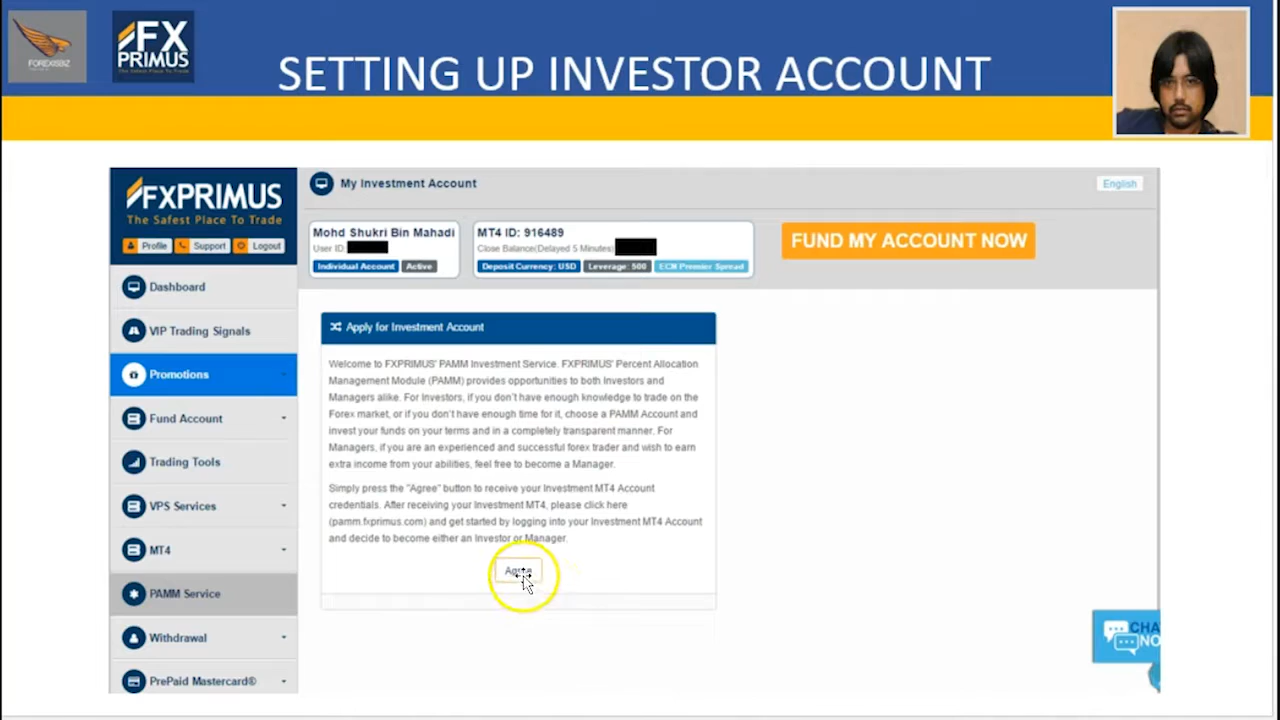 FOREXISBIZ
FX
PRIMUS
The Safest Place To Trade
SETTING UP INVESTOR ACCOUNT
FXPRIMUS
The Safest Place To Trade
Profile
Support
Logout
Dashboard
VIP Trading Signals
Promotions
Fund Account
Trading Tools
VPS Services
MT4
PAMM Service
Withdrawal
PrePaid Mastercard®
My Investment Account
English
Mohd Shukri Bin Mahadi
User ID:
Individual Account
Active
MT4 ID: 916489
Close Balance(Delayed 5 Minutes):
Deposit Currency: USD
Leverage: 500
ECN Premier Spread
FUND MY ACCOUNT NOW
Apply for Investment Account
Welcome to FXPRIMUS' PAMM Investment Service. FXPRIMUS' Percent Allocation
Management Module (PAMM) provides opportunities to both Investors and
Managers alike. For Investors, if you don't have enough knowledge to trade on the
Forex market, or if you don't have enough time for it, choose a PAMM Account and
invest your funds on your terms and in a completely transparent manner. For
Managers, if you are an experienced and successful forex trader and wish to earn
extra income from your abilities, feel free to become a Manager.
Simply press the "Agree" button to receive your Investment MT4 Account
credentials. After receiving your Investment MT4, please click here
(pamm.fxprimus.com) and get started by logging into your Investment MT4 Account
and decide to become either an Investor or Manager.
Agree
CHA
NO